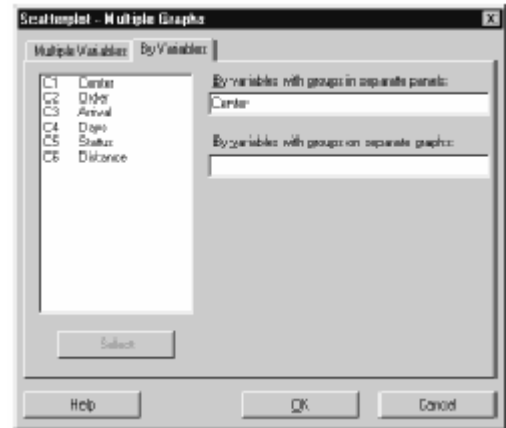 Scatterplot - Multiple Graphs
Multiple Variables By Variables
C1 Center
C2 Order
C3 Arrival
C4 Days
C5 Status
C6 Distance
By variables with groups in separate panels:
Center
By variables with groups on separate graphs:
Select
Help OK Cancel